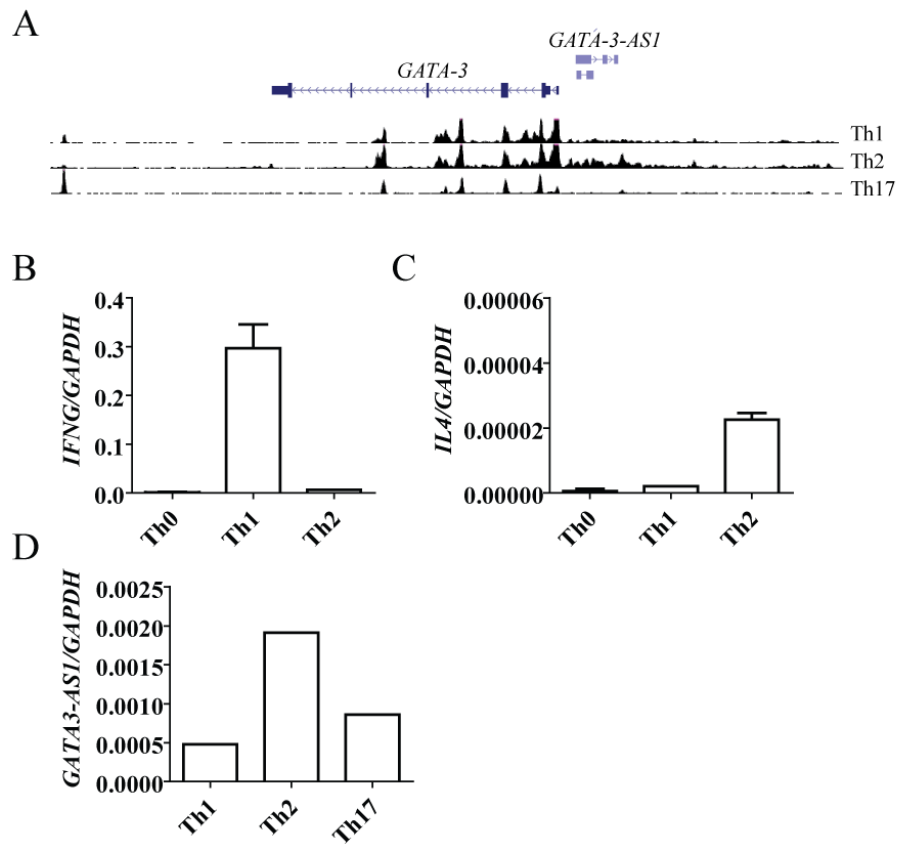 A
GATA-3-AS1
GATA-3
Th1
Th2
Th17
B
IFNG/GAPDH
0.4
0.3
0.2
0.1
0.0
Th0
Th1
Th2
C
IL4/GAPDH
0.00006
0.00004
0.00002
0.00000
Th0
Th1
Th2
D
GATA3-AS1/GAPDH
0.0025
0.0020
0.0015
0.0010
0.0005
0.0000
Th1
Th2
Th17